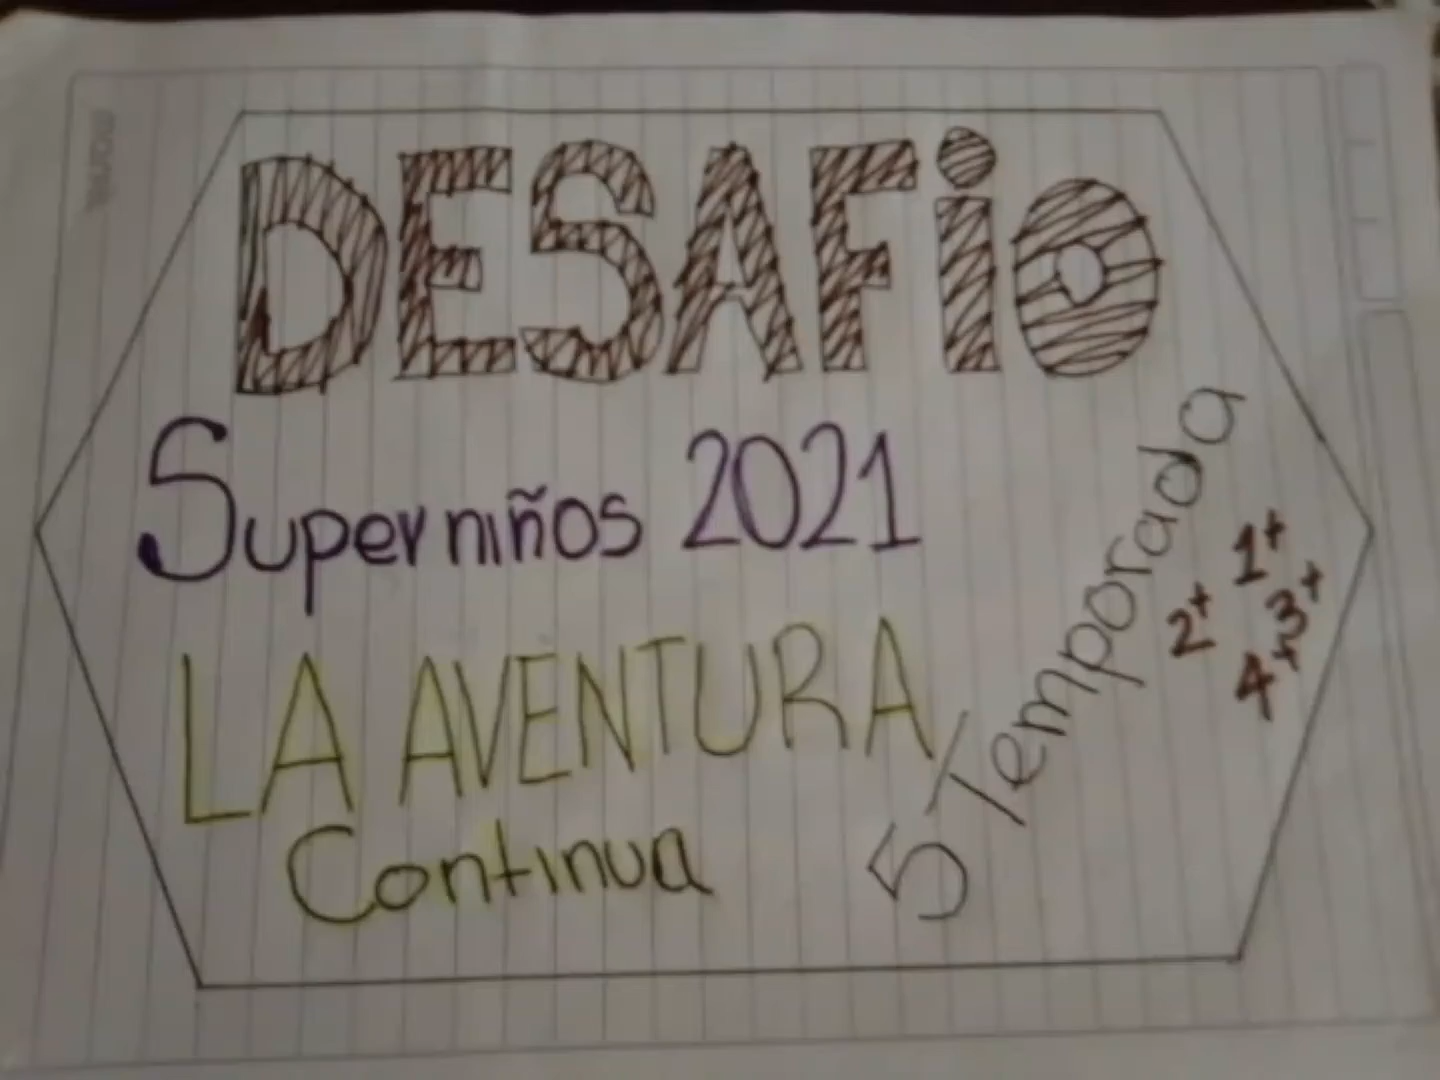 DESAFiO
Superniños 2021
LA AVENTURA
Continua
5 Temporada
1+
2+ 3+
4+